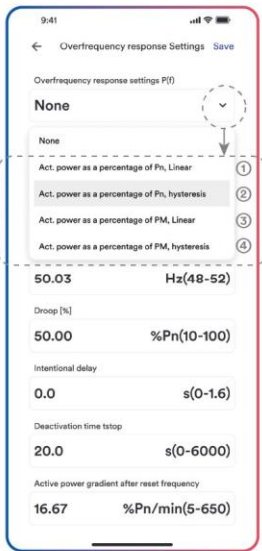 9:41
Overfrequency response Settings Save
Overfrequency response settings P(f)
None
None
Act. power as a percentage of Pn, Linear ①
Act. power as a percentage of Pn, hysteresis ②
Act. power as a percentage of PM, Linear ③
Act. power as a percentage of PM, hysteresis ④
50.03 Hz(48-52)
Droop [%]
50.00 %Pn(10-100)
Intentional delay
0.0 s(0-1.6)
Deactivation time tstop
20.0 s(0-6000)
Active power gradient after reset frequency
16.67 %Pn/min(5-650)